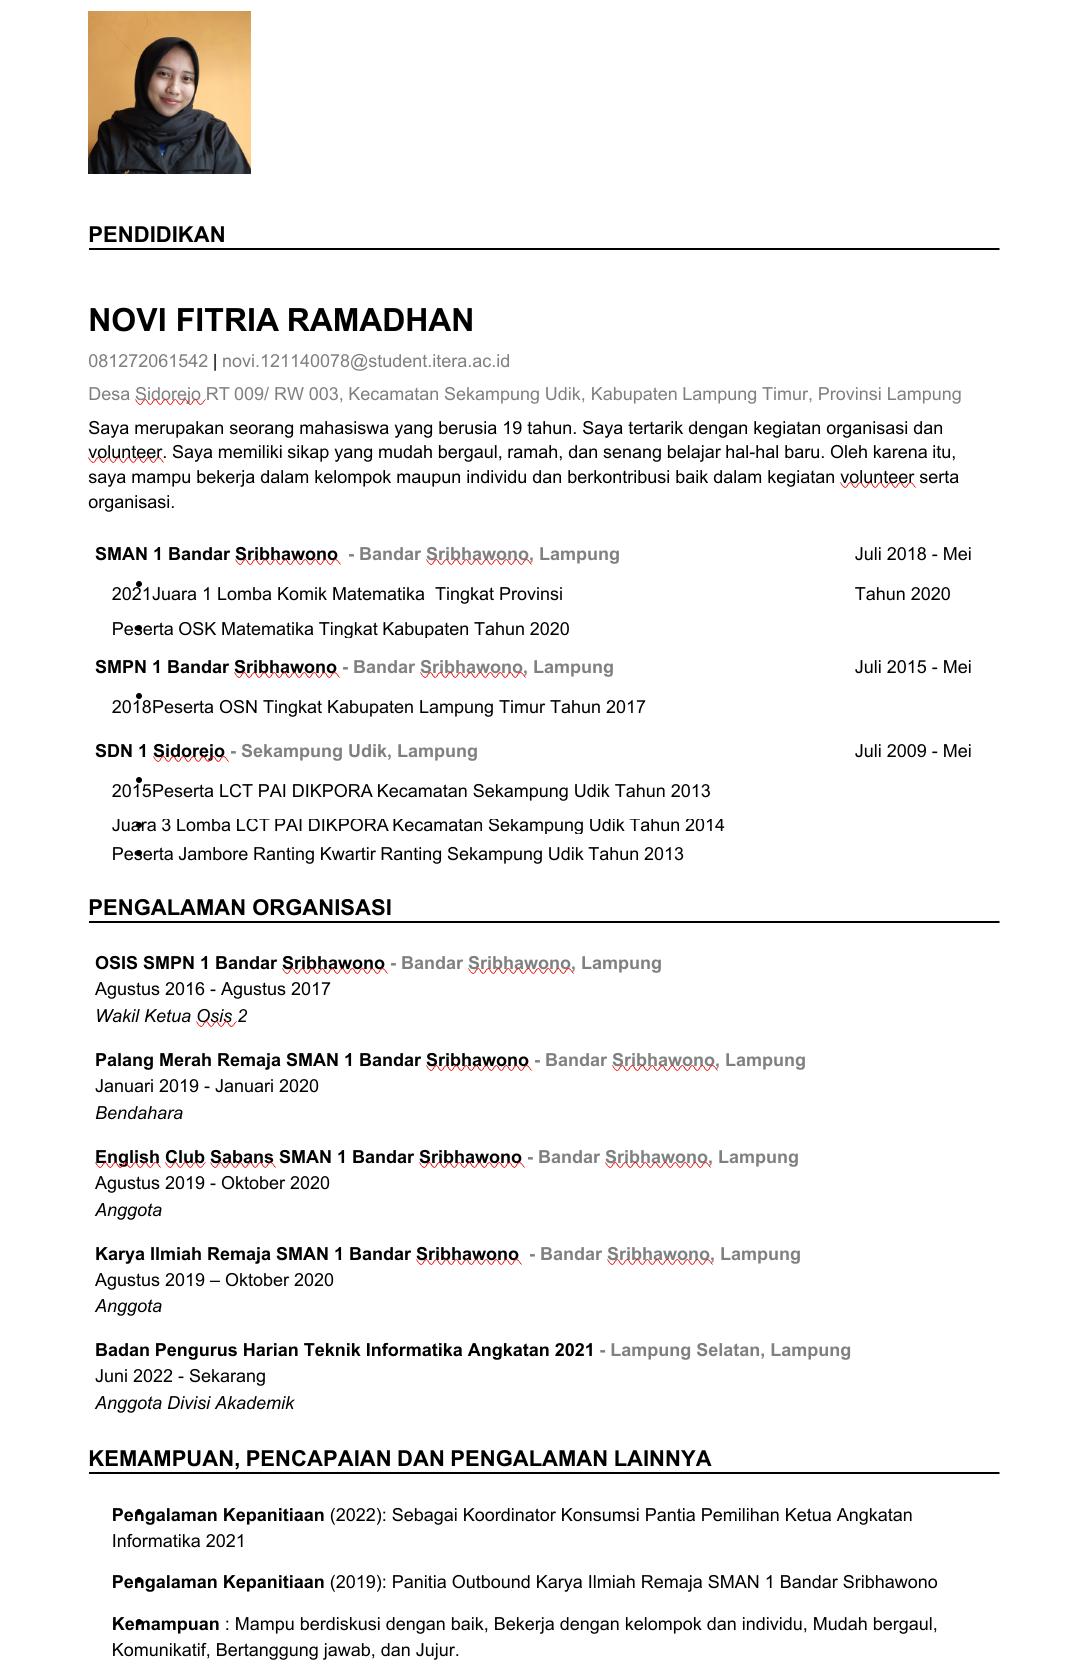 PENDIDIKAN
NOVI FITRIA RAMADHAN
081272061542 | novi.121140078@student.itera.ac.id
Desa Sidorejo RT 009/ RW 003, Kecamatan Sekampung Udik, Kabupaten Lampung Timur, Provinsi Lampung
Saya merupakan seorang mahasiswa yang berusia 19 tahun. Saya tertarik dengan kegiatan organisasi dan
volunteer. Saya memiliki sikap yang mudah bergaul, ramah, dan senang belajar hal-hal baru. Oleh karena itu,
saya mampu bekerja dalam kelompok maupun individu dan berkontribusi baik dalam kegiatan volunteer serta
organisasi.
SMAN 1 Bandar Sribhawono - Bandar Sribhawono, Lampung Juli 2018 - Mei
• 2021Juara 1 Lomba Komik Matematika Tingkat Provinsi Tahun 2020
• Peserta OSK Matematika Tingkat Kabupaten Tahun 2020
SMPN 1 Bandar Sribhawono - Bandar Sribhawono, Lampung Juli 2015 - Mei
• 2018Peserta OSN Tingkat Kabupaten Lampung Timur Tahun 2017
SDN 1 Sidorejo - Sekampung Udik, Lampung Juli 2009 - Mei
• 2015Peserta LCT PAI DIKPORA Kecamatan Sekampung Udik Tahun 2013
• Juara 3 Lomba LCT PAI DIKPORA Kecamatan Sekampung Udik Tahun 2014
• Peserta Jambore Ranting Kwartir Ranting Sekampung Udik Tahun 2013
PENGALAMAN ORGANISASI
OSIS SMPN 1 Bandar Sribhawono - Bandar Sribhawono, Lampung
Agustus 2016 - Agustus 2017
Wakil Ketua Osis 2
Palang Merah Remaja SMAN 1 Bandar Sribhawono - Bandar Sribhawono, Lampung
Januari 2019 - Januari 2020
Bendahara
English Club Sabans SMAN 1 Bandar Sribhawono - Bandar Sribhawono, Lampung
Agustus 2019 - Oktober 2020
Anggota
Karya Ilmiah Remaja SMAN 1 Bandar Sribhawono - Bandar Sribhawono, Lampung
Agustus 2019 – Oktober 2020
Anggota
Badan Pengurus Harian Teknik Informatika Angkatan 2021 - Lampung Selatan, Lampung
Juni 2022 - Sekarang
Anggota Divisi Akademik
KEMAMPUAN, PENCAPAIAN DAN PENGALAMAN LAINNYA
• Pengalaman Kepanitiaan (2022): Sebagai Koordinator Konsumsi Pantia Pemilihan Ketua Angkatan
Informatika 2021
• Pengalaman Kepanitiaan (2019): Panitia Outbound Karya Ilmiah Remaja SMAN 1 Bandar Sribhawono
• Kemampuan : Mampu berdiskusi dengan baik, Bekerja dengan kelompok dan individu, Mudah bergaul,
Komunikatif, Bertanggung jawab, dan Jujur.